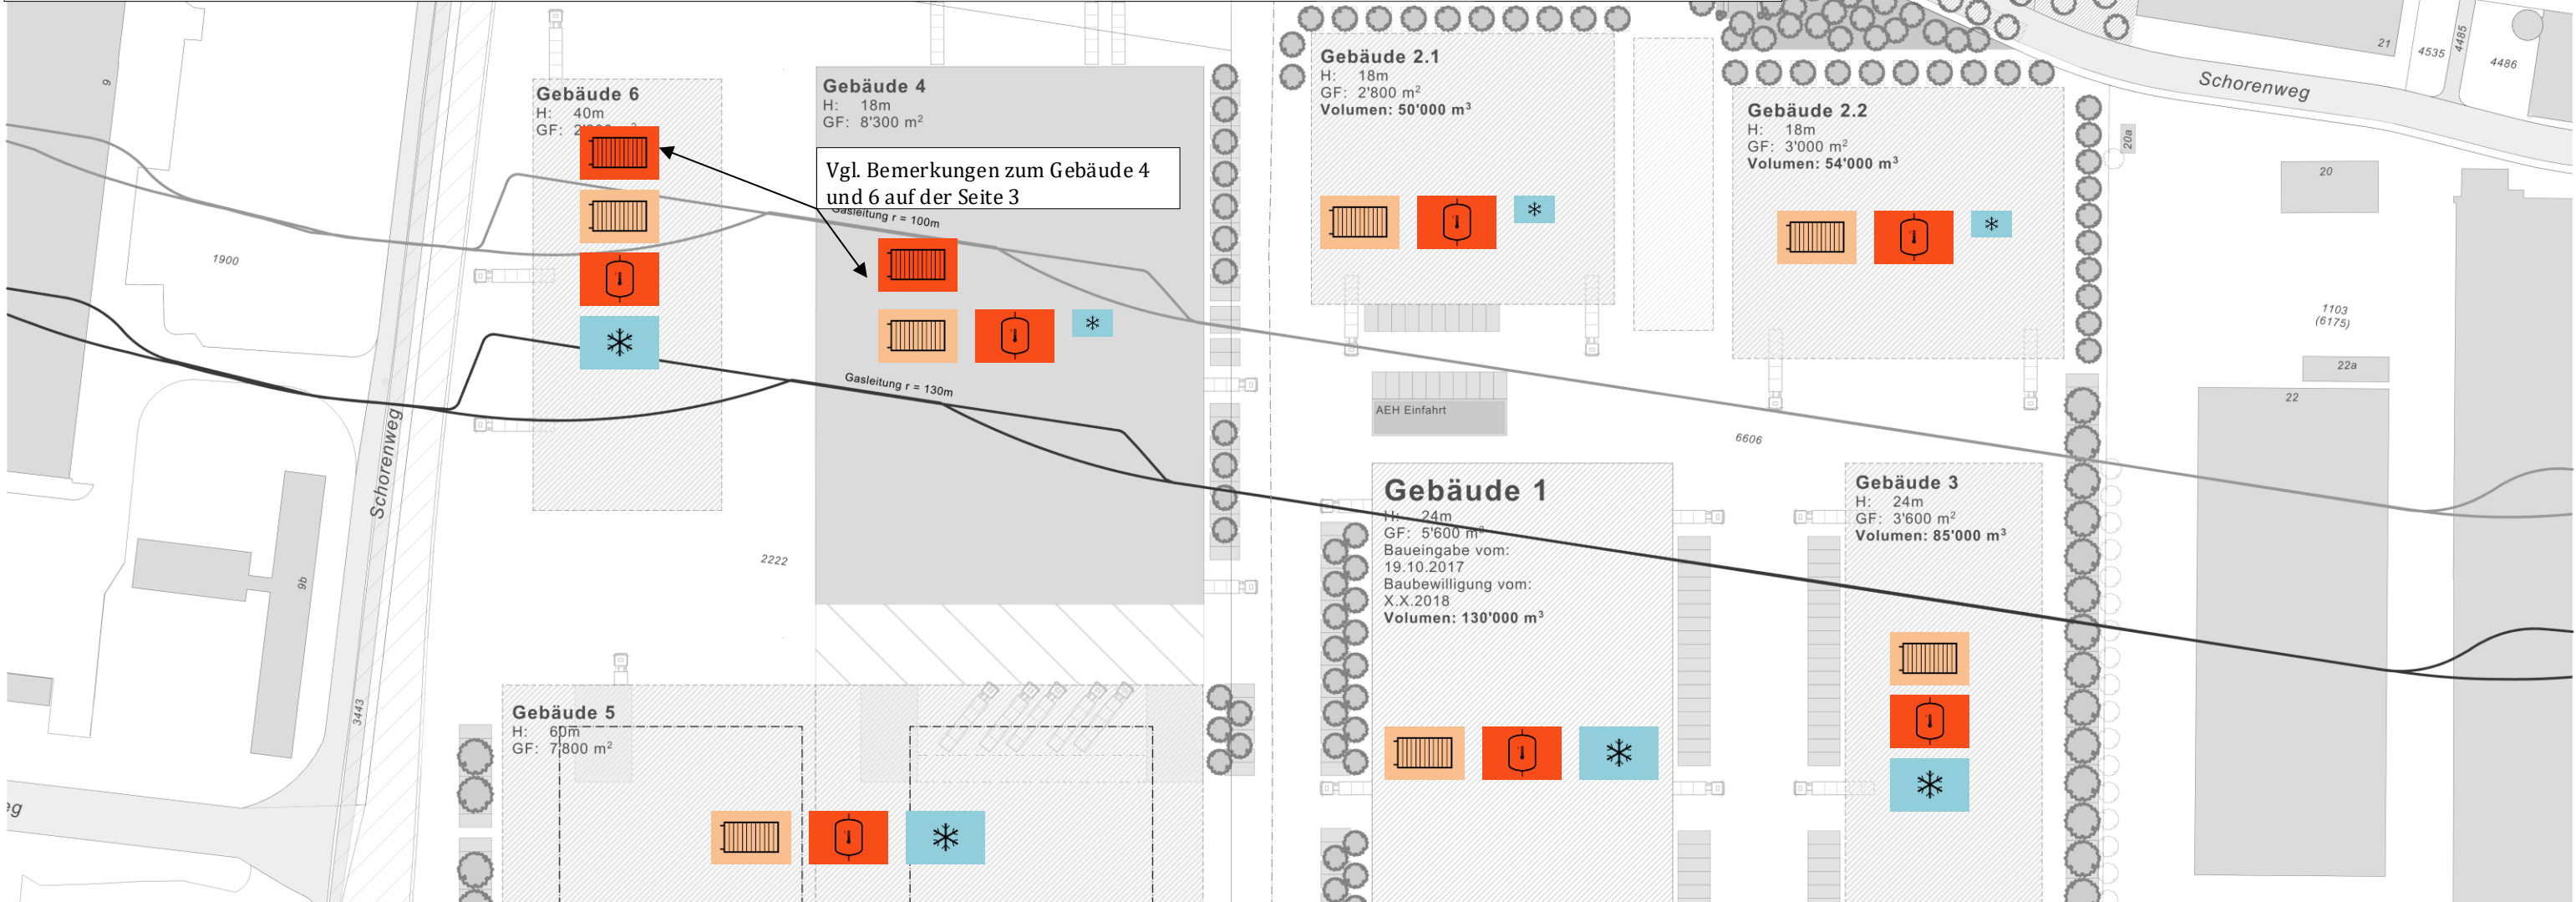 Gebäude 6
H: 40m
GF:
Gebäude 4
H: 18m
GF: 8'300 m²
Vgl. Bemerkungen zum Gebäude 4
und 6 auf der Seite 3
Gasleitung r = 100m
Gasleitung r = 130m
Gebäude 2.1
H: 18m
GF: 2'800 m²
Volumen: 50'000 m³
Gebäude 2.2
H: 18m
GF: 3'000 m²
Volumen: 54'000 m³
Schorenweg
21
4535
4485
4486
20a
20
1103
(6175)
22a
22
9
1900
Schorenweg
9b
3443
2222
AEH Einfahrt
6606
Gebäude 1
H: 24m
GF: 5'600 m²
Baueingabe vom:
19.10.2017
Baubewilligung vom:
X.X.2018
Volumen: 130'000 m³
Gebäude 3
H: 24m
GF: 3'600 m²
Volumen: 85'000 m³
Gebäude 5
H: 60m
GF: 7'800 m²
eg